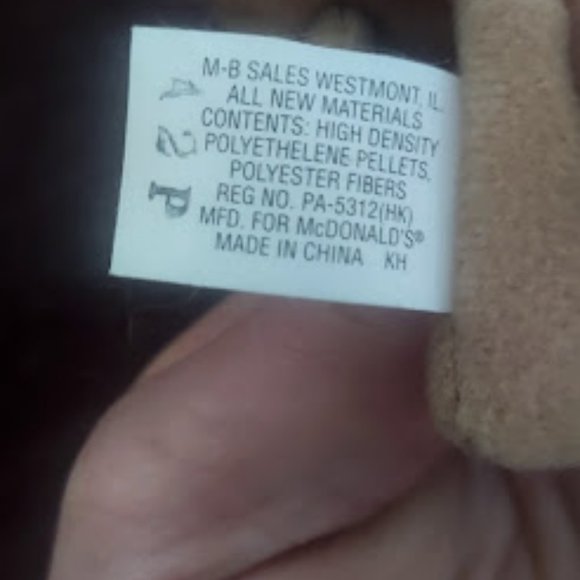 M-B SALES WESTMONT, IL.
ALL NEW MATERIALS
CONTENTS: HIGH DENSITY
POLYETHELENE PELLETS,
POLYESTER FIBERS
REG NO. PA-5312(HK)
MFD. FOR McDONALD'S®
MADE IN CHINA KH
2
P